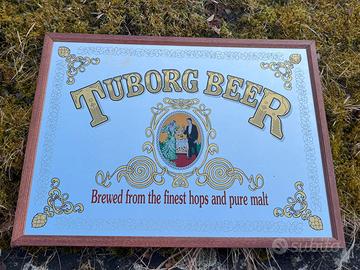 TUBORG BEER
Brewed from the finest hops and pure malt
subito